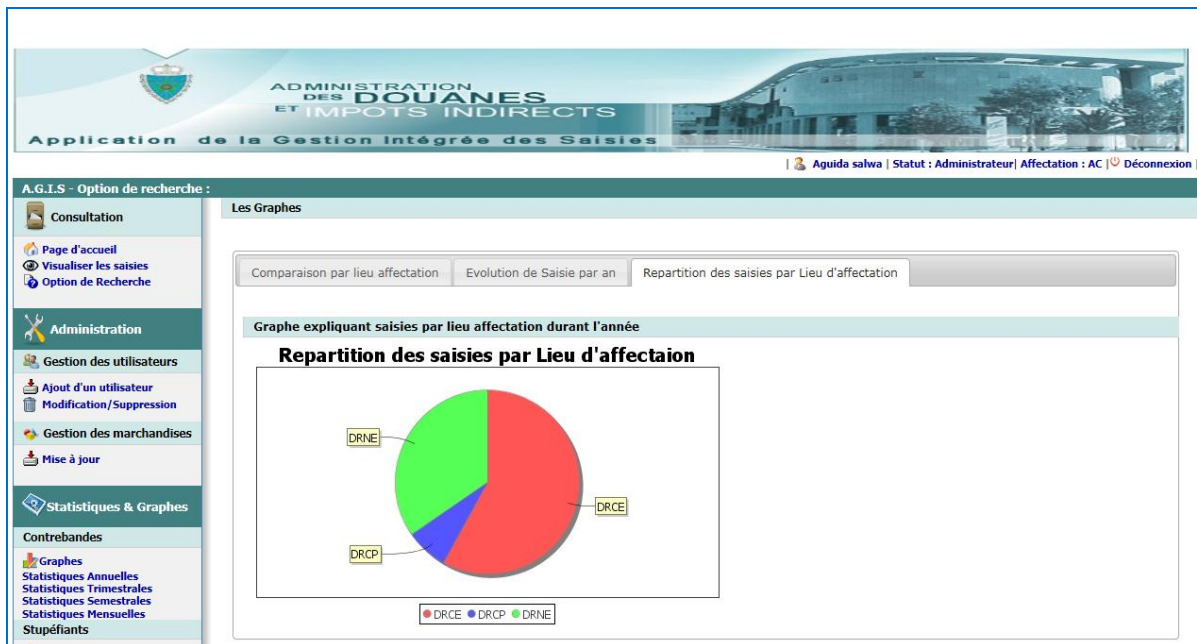 ADMINISTRATION
DES DOUANES
ET IMPOTS INDIRECTS
Application de la Gestion Intégrée des Saisies
| Aguida salwa | Statut : Administrateur| Affectation : AC | Déconnexion |
A.G.I.S - Option de recherche :
Consultation
Page d'accueil
Visualiser les saisies
Option de Recherche
Administration
Gestion des utilisateurs
Ajout d'un utilisateur
Modification/Suppression
Gestion des marchandises
Mise à jour
Statistiques & Graphes
Contrebandes
Graphes
Statistiques Annuelles
Statistiques Trimestrales
Statistiques Semestrales
Statistiques Mensuelles
Stupéfiants
Les Graphes
Comparaison par lieu affectation
Evolution de Saisie par an
Repartition des saisies par Lieu d'affectation
Graphe expliquant saisies par lieu affectation durant l'année
Repartition des saisies par Lieu d'affectaion
DRNE
DRCE
DRCP
DRCE DRCP DRNE